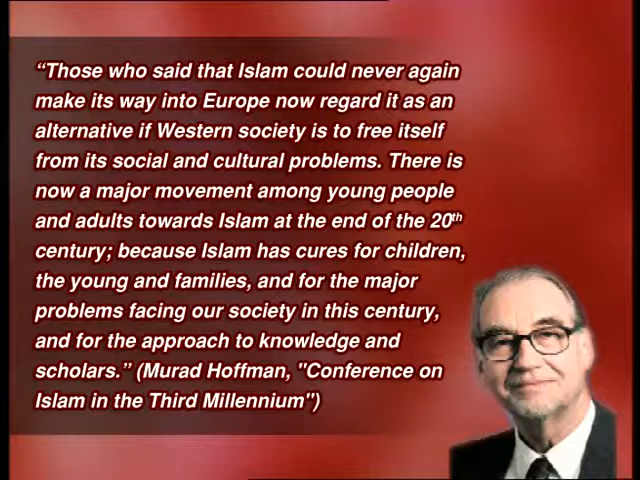 “Those who said that Islam could never again
make its way into Europe now regard it as an
alternative if Western society is to free itself
from its social and cultural problems. There is
now a major movement among young people
and adults towards Islam at the end of the 20th
century; because Islam has cures for children,
the young and families, and for the major
problems facing our society in this century,
and for the approach to knowledge and
scholars.” (Murad Hoffman, "Conference on
Islam in the Third Millennium")